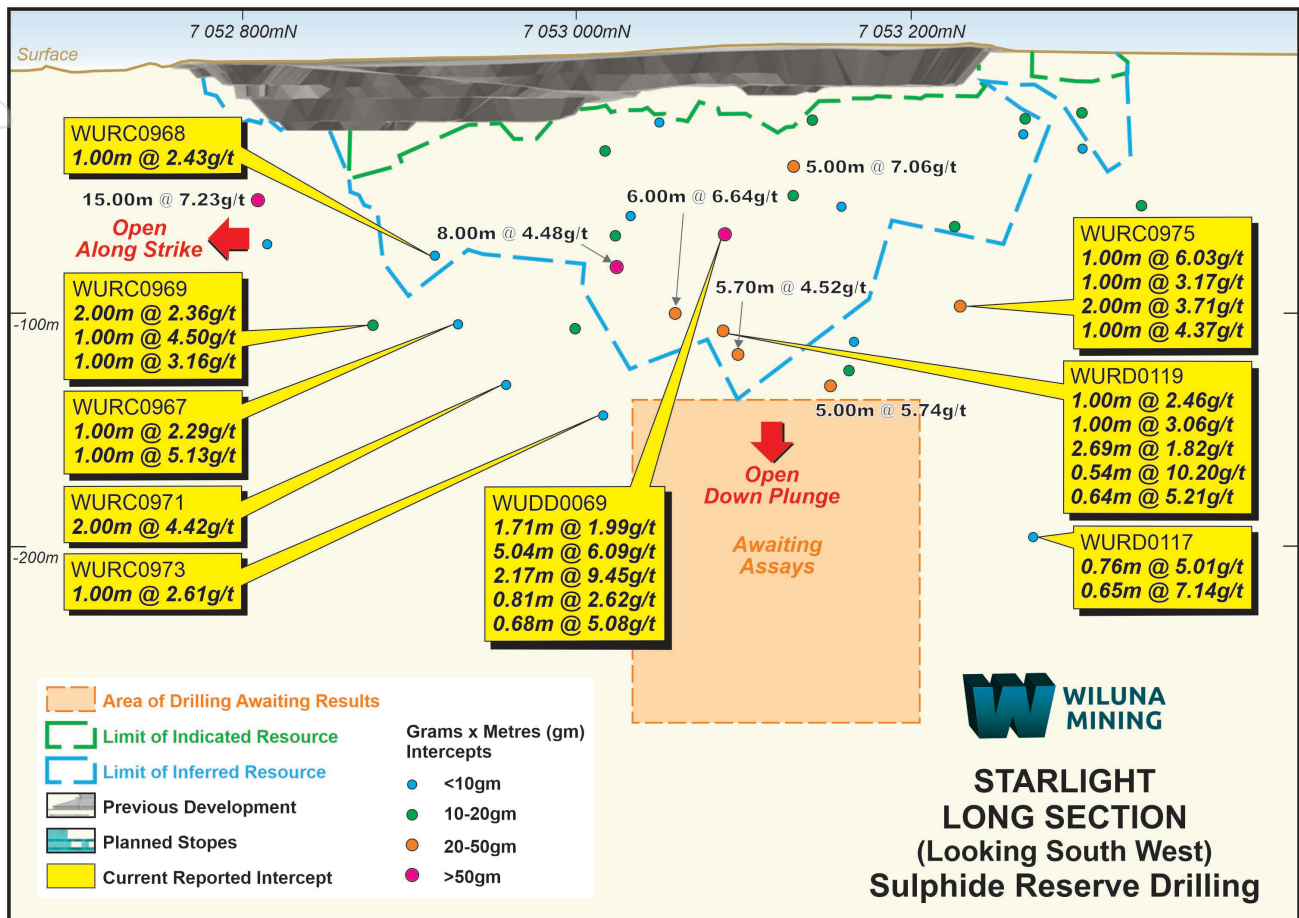 7 052 800mN
7 053 000mN
7 053 200mN
Surface
WURC0968
1.00m @ 2.43g/t
15.00m @ 7.23g/t
Open
Along Strike
8.00m @ 4.48g/t
6.00m @ 6.64g/t
5.00m @ 7.06g/t
5.70m @ 4.52g/t
5.00m @ 5.74g/t
WURC0969
2.00m @ 2.36g/t
1.00m @ 4.50g/t
1.00m @ 3.16g/t
-100m
WURC0967
1.00m @ 2.29g/t
1.00m @ 5.13g/t
WURC0971
2.00m @ 4.42g/t
-200m
WURC0973
1.00m @ 2.61g/t
WUDD0069
1.71m @ 1.99g/t
5.04m @ 6.09g/t
2.17m @ 9.45g/t
0.81m @ 2.62g/t
0.68m @ 5.08g/t
Open
Down Plunge
Awaiting
Assays
WURC0975
1.00m @ 6.03g/t
1.00m @ 3.17g/t
2.00m @ 3.71g/t
1.00m @ 4.37g/t
WURD0119
1.00m @ 2.46g/t
1.00m @ 3.06g/t
2.69m @ 1.82g/t
0.54m @ 10.20g/t
0.64m @ 5.21g/t
WURD0117
0.76m @ 5.01g/t
0.65m @ 7.14g/t
Area of Drilling Awaiting Results
Limit of Indicated Resource
Limit of Inferred Resource
Previous Development
Planned Stopes
Current Reported Intercept
Grams x Metres (gm)
Intercepts
<10gm
10-20gm
20-50gm
>50gm
WILUNA
MINING
STARLIGHT
LONG SECTION
(Looking South West)
Sulphide Reserve Drilling